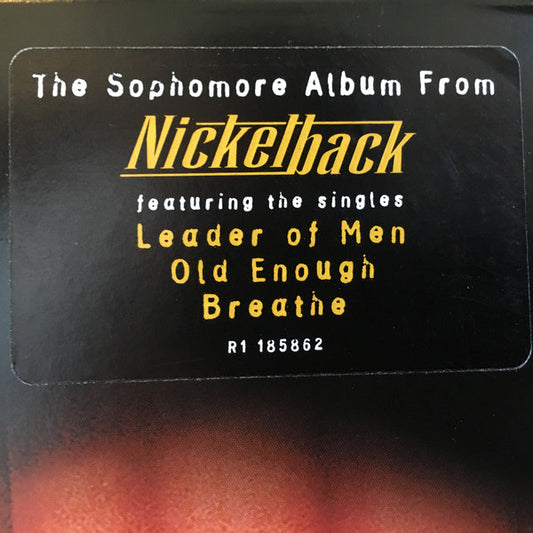 The Sophomore Album From
Nickelback
featuring the singles
Leader of Men
Old Enough
Breathe
R1 185862